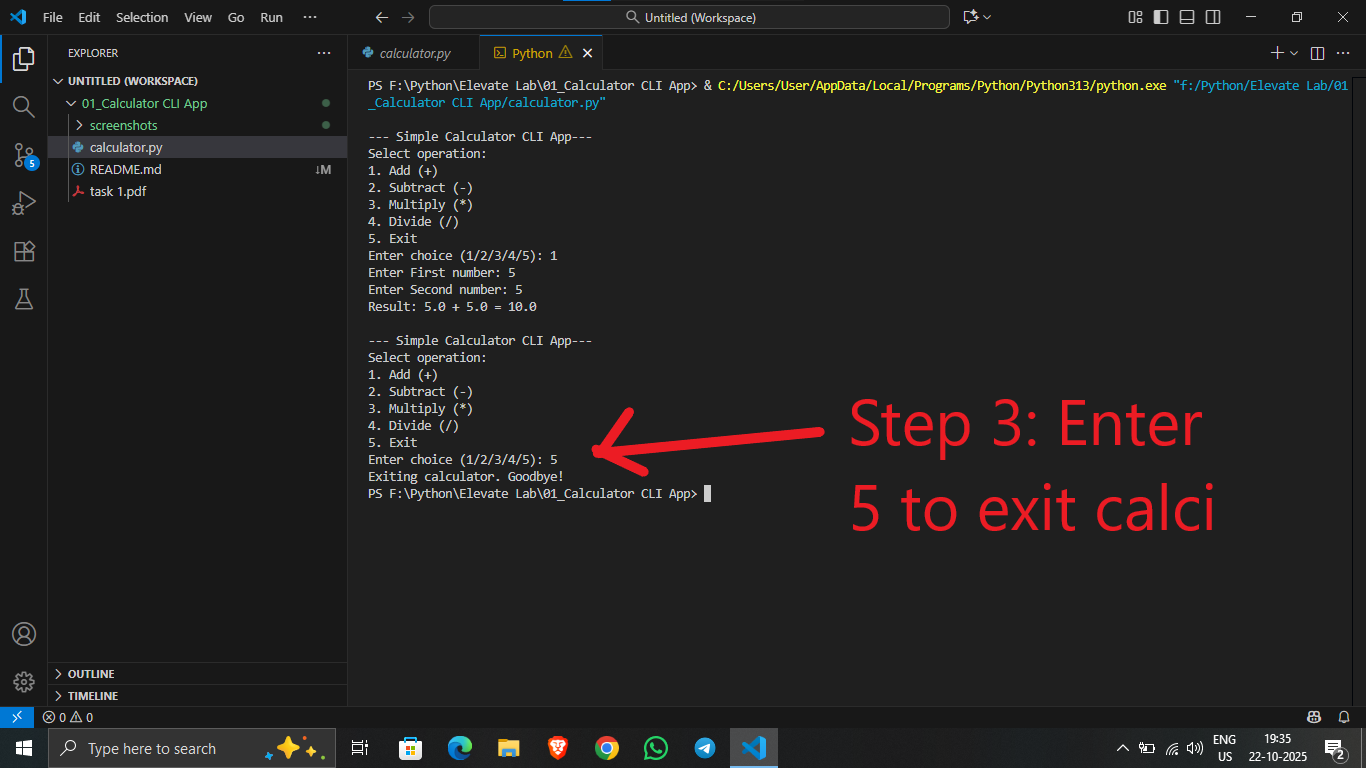 File Edit Selection View Go Run ···
Untitled (Workspace)
EXPLORER ···
calculator.py
Python
UNTITLED (WORKSPACE)
01_Calculator CLI App
screenshots
calculator.py
README.md ↓M
task 1.pdf
5
PS F:\Python\Elevate Lab\01_Calculator CLI App> & C:/Users/User/AppData/Local/Programs/Python/Python313/python.exe "f:/Python/Elevate Lab/01
_Calculator CLI App/calculator.py"
--- Simple Calculator CLI App---
Select operation:
1. Add (+)
2. Subtract (-)
3. Multiply (*)
4. Divide (/)
5. Exit
Enter choice (1/2/3/4/5): 1
Enter First number: 5
Enter Second number: 5
Result: 5.0 + 5.0 = 10.0
--- Simple Calculator CLI App---
Select operation:
1. Add (+)
2. Subtract (-)
3. Multiply (*)
4. Divide (/)
5. Exit
Enter choice (1/2/3/4/5): 5
Exiting calculator. Goodbye!
PS F:\Python\Elevate Lab\01_Calculator CLI App>
Step 3: Enter
5 to exit calci
OUTLINE
TIMELINE
0 0
Type here to search
ENG
US
19:35
22-10-2025
2